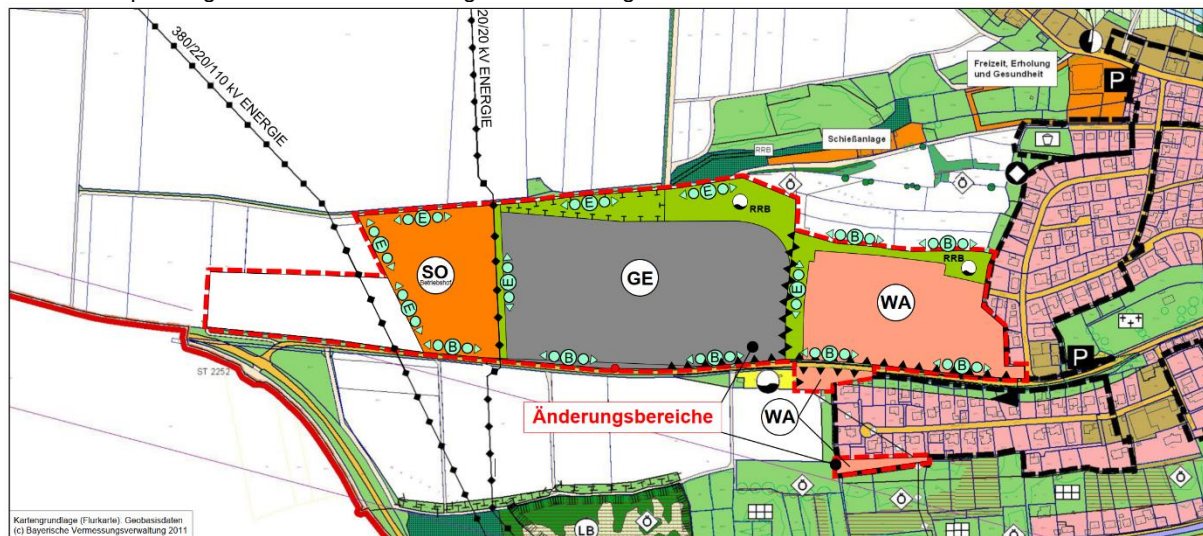 380/220/110 kV ENERGIE
20/20 kV ENERGIE
Freizeit, Erholung
und Gesundheit
P
Schießanlage
RRB
E
E
E
RRB
B
B
RRB
E
SO
Betriebshof
E
E
GE
E
WA
B
B
B
B
B
P
ST 2252
Änderungsbereiche
WA
LB
Kartengrundlage (Flurkarte): Geobasisdaten
(c) Bayerische Vermessungsverwaltung 2011